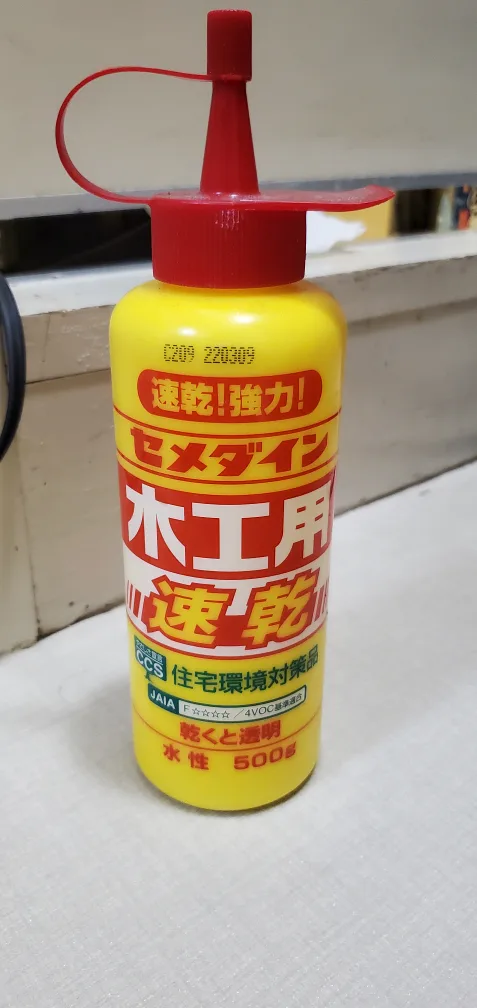 C209 220309
速乾!強力!
セメダイン
木工用
速乾
CCS 住宅環境対策品
JAIA F☆☆☆☆/4VOC基準適合
乾くと透明
水性 500g